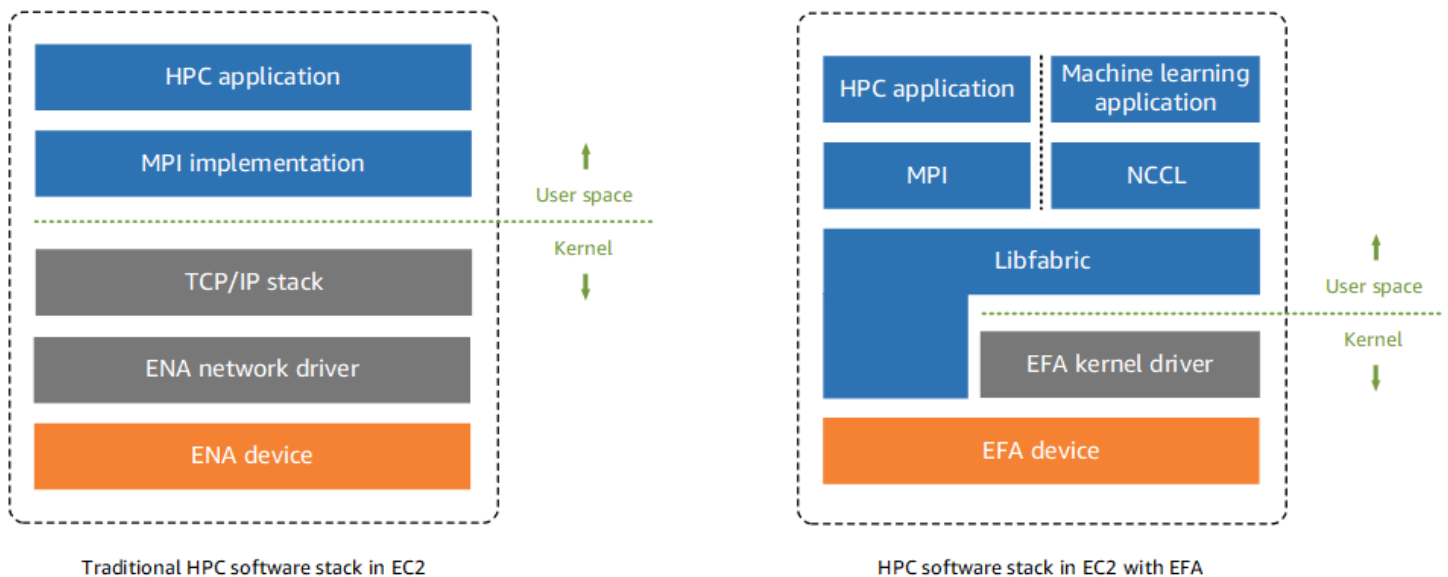 HPC application
MPI implementation
User space
Kernel
TCP/IP stack
ENA network driver
ENA device
Traditional HPC software stack in EC2
HPC application
Machine learning
application
MPI
NCCL
Libfabric
User space
Kernel
EFA kernel driver
EFA device
HPC software stack in EC2 with EFA